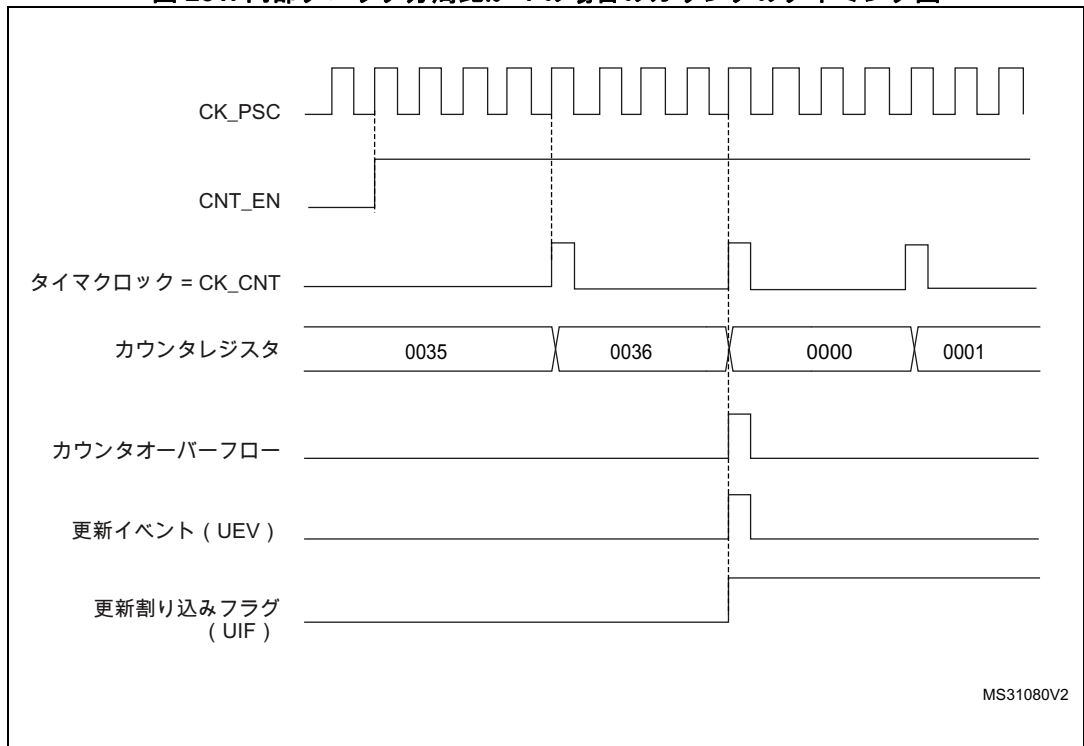 CK_PSC
CNT_EN
タイマクロック = CK_CNT
カウンタレジスタ
0035
0036
0000
0001
カウンタオーバーフロー
更新イベント ( UEV )
更新割り込みフラグ
( UIF )
MS31080V2